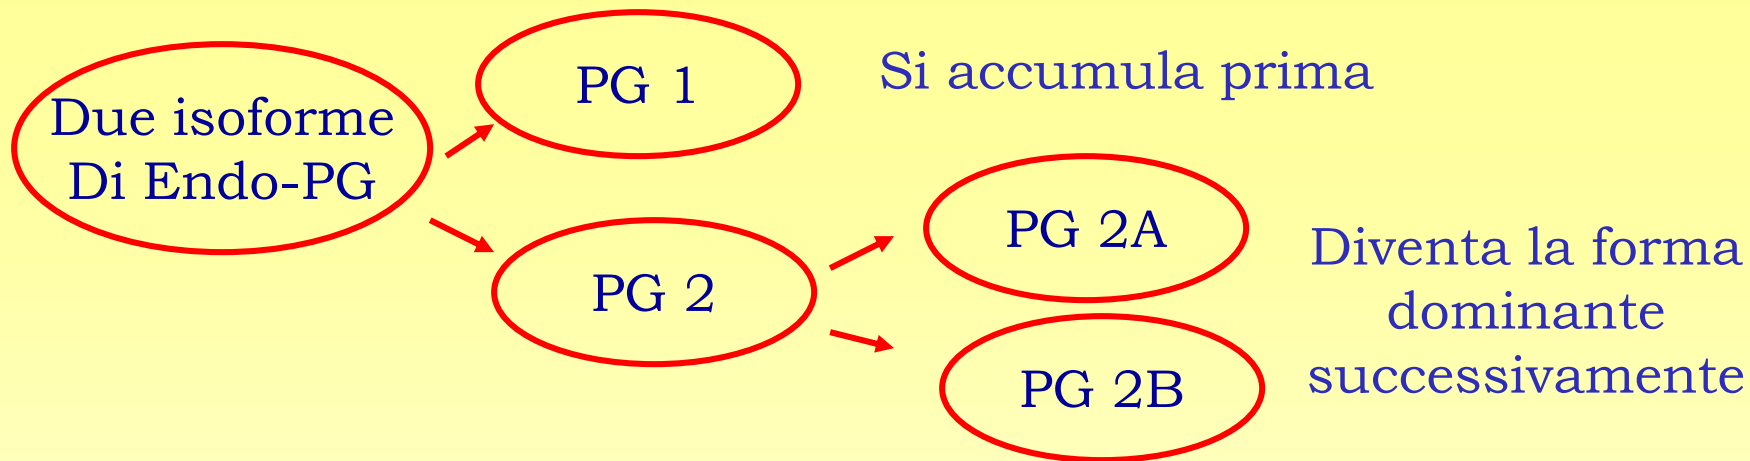 Due isoforme
Di Endo-PG
PG 1
Si accumula prima
PG 2
PG 2A
PG 2B
Diventa la forma
dominante
successivamente